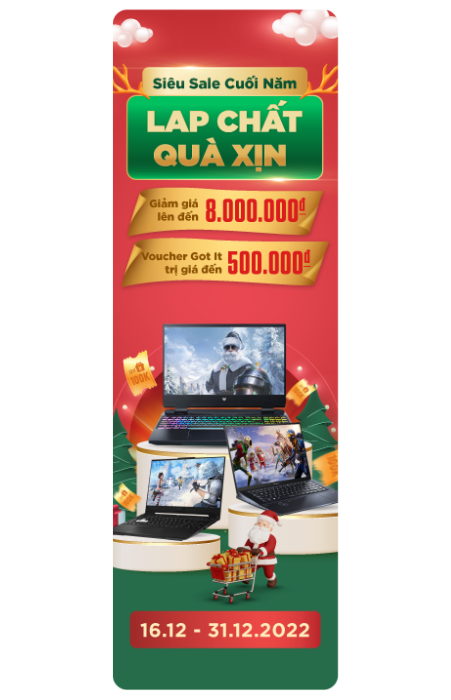 Siêu Sale Cuối Năm
LAP CHẤT
QUÀ XỊN
Giảm giá
lên đến 8.000.000đ
Voucher Got It
trị giá đến 500.000đ
100K
16.12 - 31.12.2022